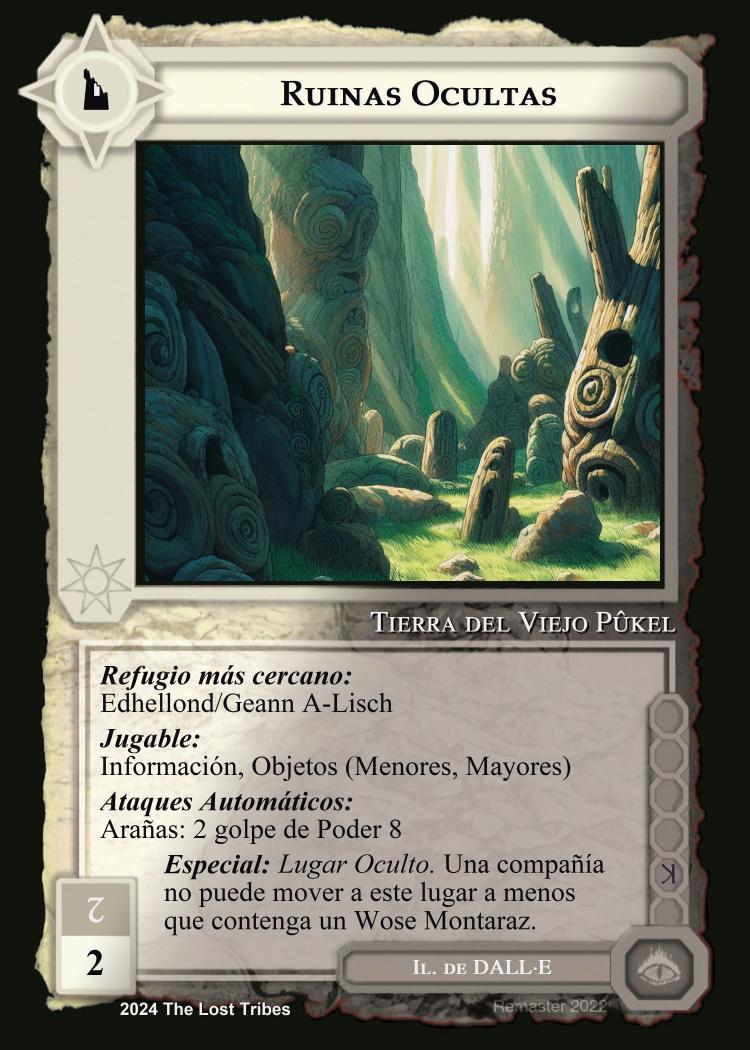 Ruinas Ocultas
Tierra del Viejo Pûkel
Refugio más cercano:
Edhellond/Geann A-Lisch
Jugable:
Información, Objetos (Menores, Mayores)
Ataques Automáticos:
Arañas: 2 golpe de Poder 8
Especial: Lugar Oculto. Una compañía
no puede mover a este lugar a menos
que contenga un Wose Montaraz.
K
2
2
Il. de DALL·E
2024 The Lost Tribes
Remaster 2022